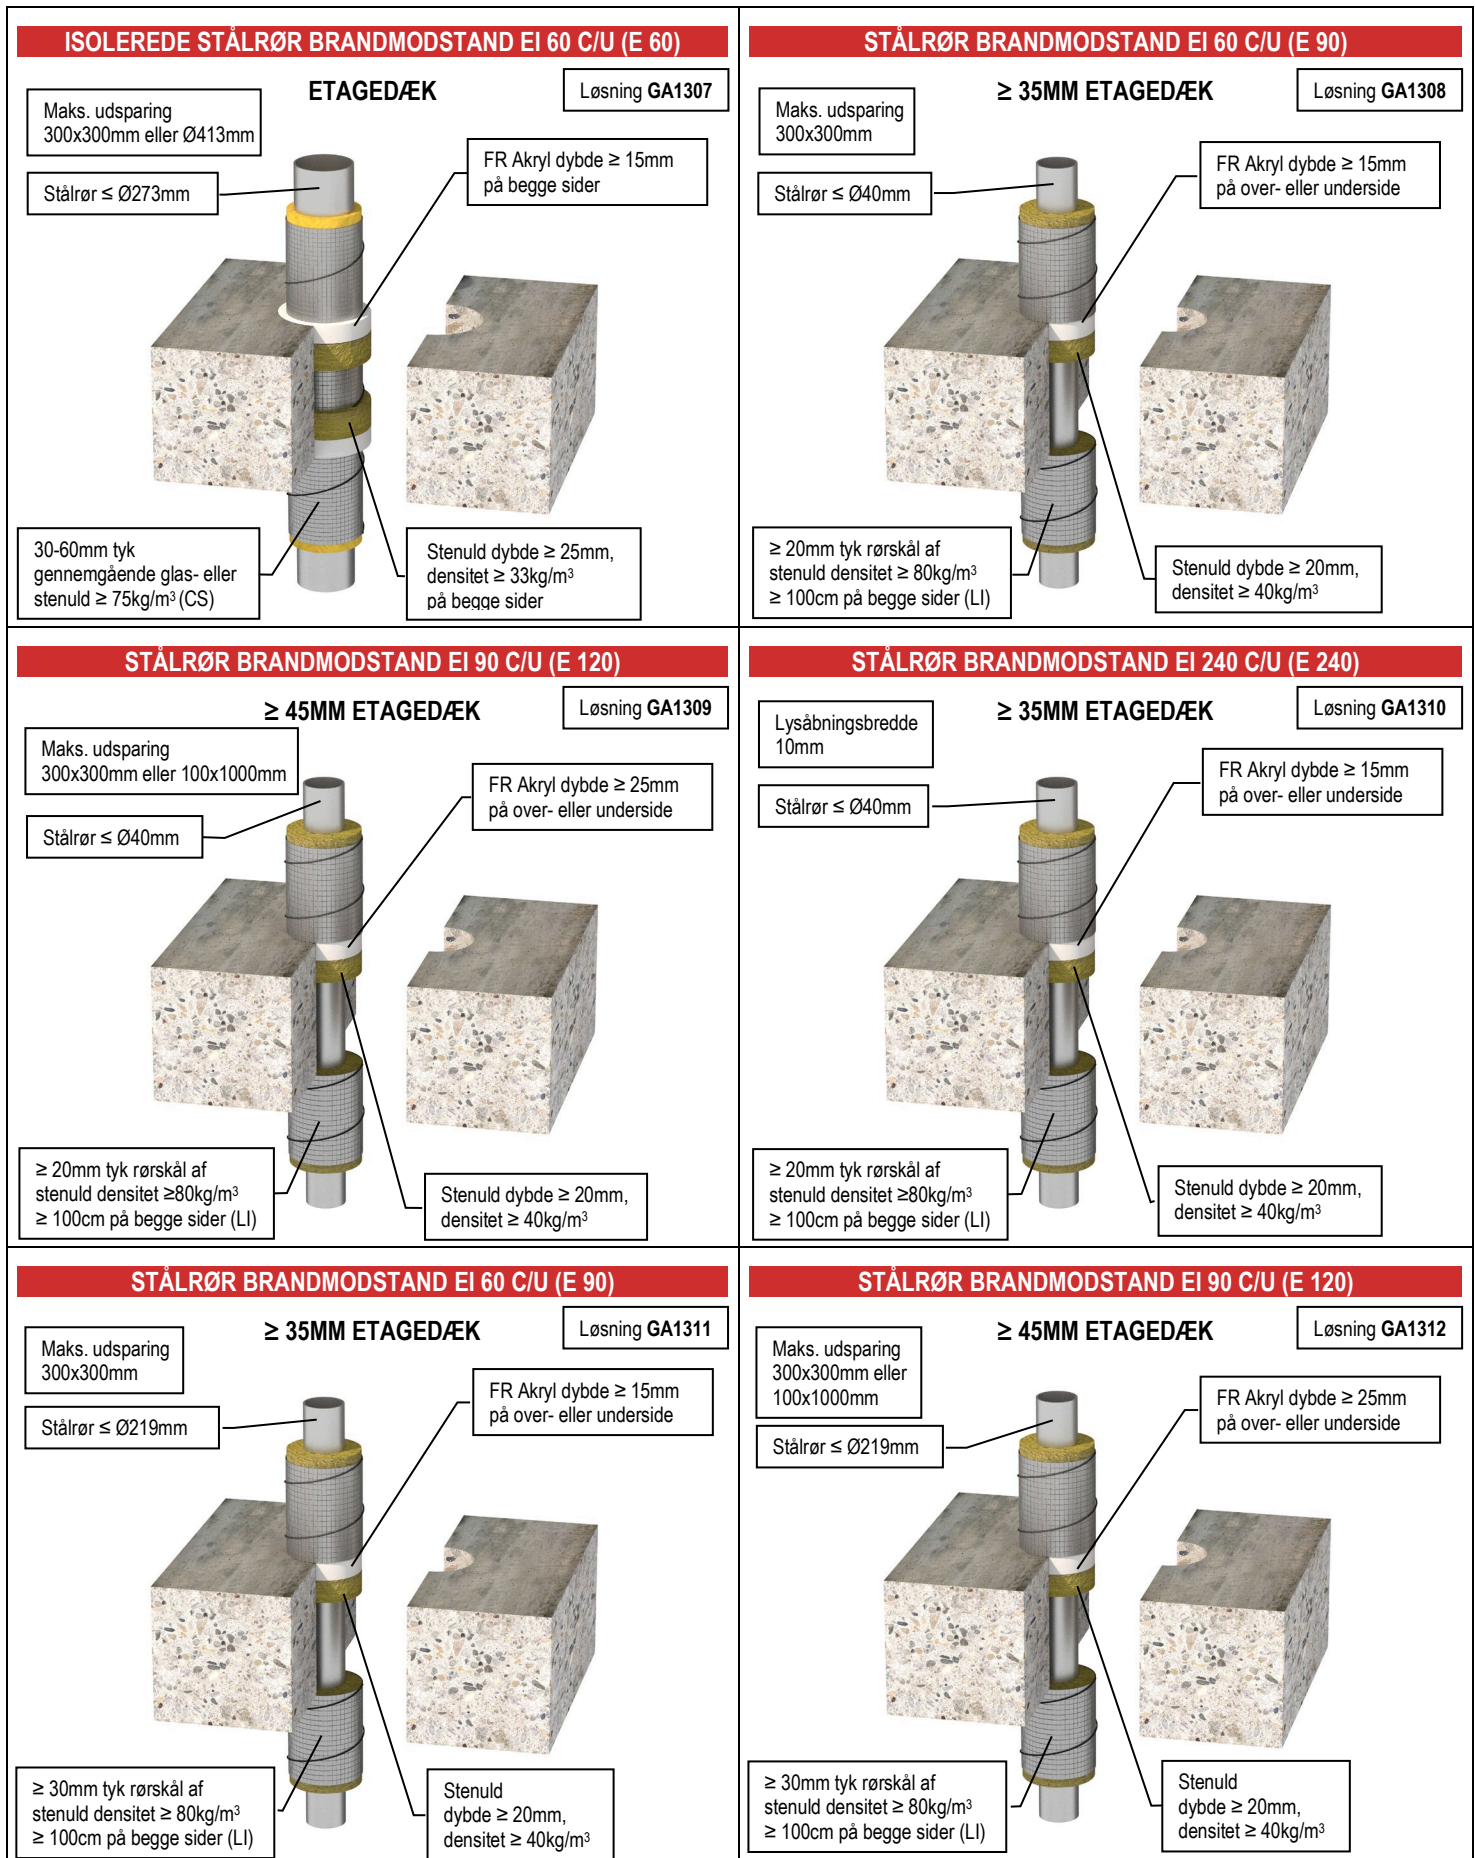 ISOLEREDE STÅLRØR BRANDMODSTAND EI 60 C/U (E 60)
ETAGEDÆK
Løsning GA1307
Maks. udsparing
300x300mm eller Ø413mm
Stålrør ≤ Ø273mm
FR Akryl dybde ≥ 15mm
på begge sider
30-60mm tyk
gennemgående glas- eller
stenuld ≥ 75kg/m³ (CS)
Stenuld dybde ≥ 25mm,
densitet ≥ 33kg/m³
på begge sider
STÅLRØR BRANDMODSTAND EI 60 C/U (E 90)
≥ 35MM ETAGEDÆK
Løsning GA1308
Maks. udsparing
300x300mm
Stålrør ≤ Ø40mm
FR Akryl dybde ≥ 15mm
på over- eller underside
≥ 20mm tyk rørskål af
stenuld densitet ≥ 80kg/m³
≥ 100cm på begge sider (LI)
Stenuld dybde ≥ 20mm,
densitet ≥ 40kg/m³
STÅLRØR BRANDMODSTAND EI 90 C/U (E 120)
≥ 45MM ETAGEDÆK
Løsning GA1309
Maks. udsparing
300x300mm eller 100x1000mm
Stålrør ≤ Ø40mm
FR Akryl dybde ≥ 25mm
på over- eller underside
≥ 20mm tyk rørskål af
stenuld densitet ≥80kg/m³
≥ 100cm på begge sider (LI)
Stenuld dybde ≥ 20mm,
densitet ≥ 40kg/m³
STÅLRØR BRANDMODSTAND EI 240 C/U (E 240)
≥ 35MM ETAGEDÆK
Løsning GA1310
Lysåbningsbredde
10mm
Stålrør ≤ Ø40mm
FR Akryl dybde ≥ 15mm
på over- eller underside
≥ 20mm tyk rørskål af
stenuld densitet ≥80kg/m³
≥ 100cm på begge sider (LI)
Stenuld dybde ≥ 20mm,
densitet ≥ 40kg/m³
STÅLRØR BRANDMODSTAND EI 60 C/U (E 90)
≥ 35MM ETAGEDÆK
Løsning GA1311
Maks. udsparing
300x300mm
Stålrør ≤ Ø219mm
FR Akryl dybde ≥ 15mm
på over- eller underside
≥ 30mm tyk rørskål af
stenuld densitet ≥ 80kg/m³
≥ 100cm på begge sider (LI)
Stenuld
dybde ≥ 20mm,
densitet ≥ 40kg/m³
STÅLRØR BRANDMODSTAND EI 90 C/U (E 120)
≥ 45MM ETAGEDÆK
Løsning GA1312
Maks. udsparing
300x300mm eller
100x1000mm
Stålrør ≤ Ø219mm
FR Akryl dybde ≥ 25mm
på over- eller underside
≥ 30mm tyk rørskål af
stenuld densitet ≥ 80kg/m³
≥ 100cm på begge sider (LI)
Stenuld
dybde ≥ 20mm,
densitet ≥ 40kg/m³